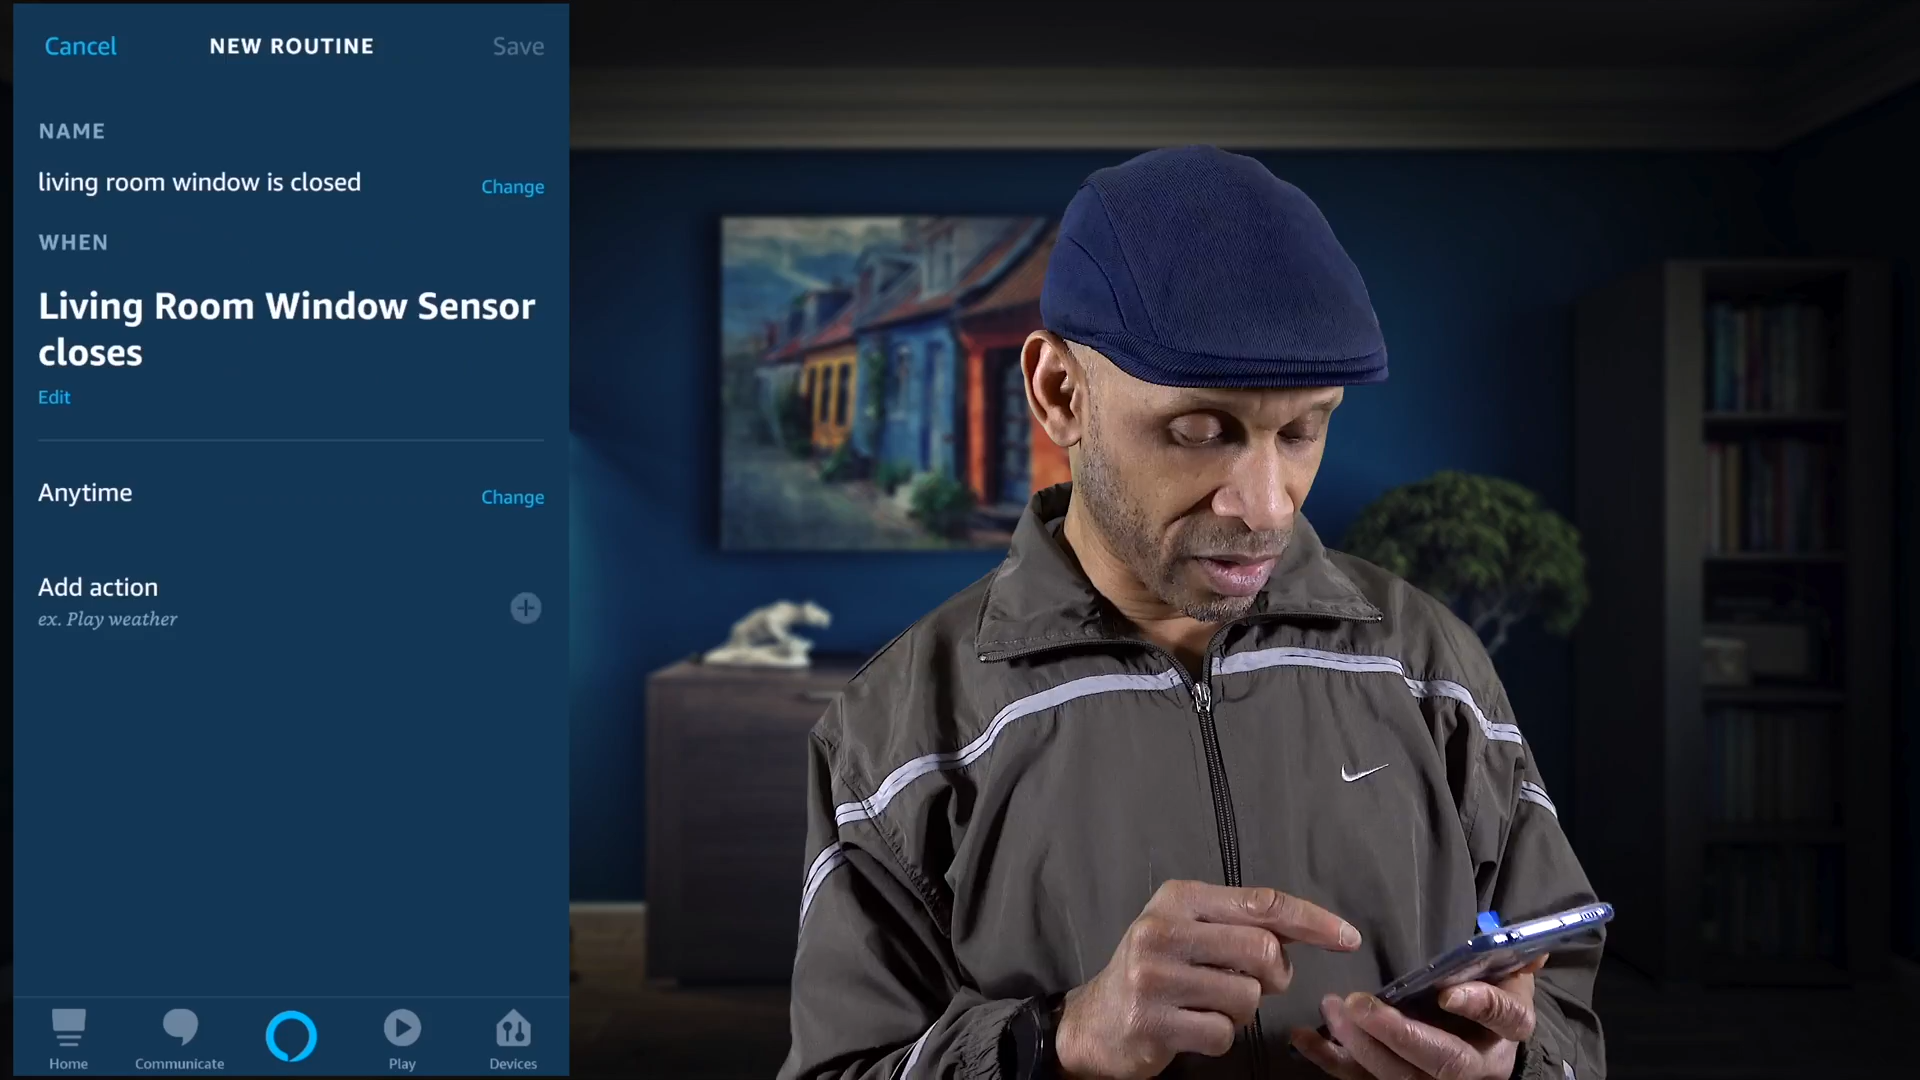 Cancel
NEW ROUTINE
Save
NAME
living room window is closed
Change
WHEN
Living Room Window Sensor
closes
Edit
Anytime
Change
Add action
ex. Play weather
Home
Communicate
Play
Devices